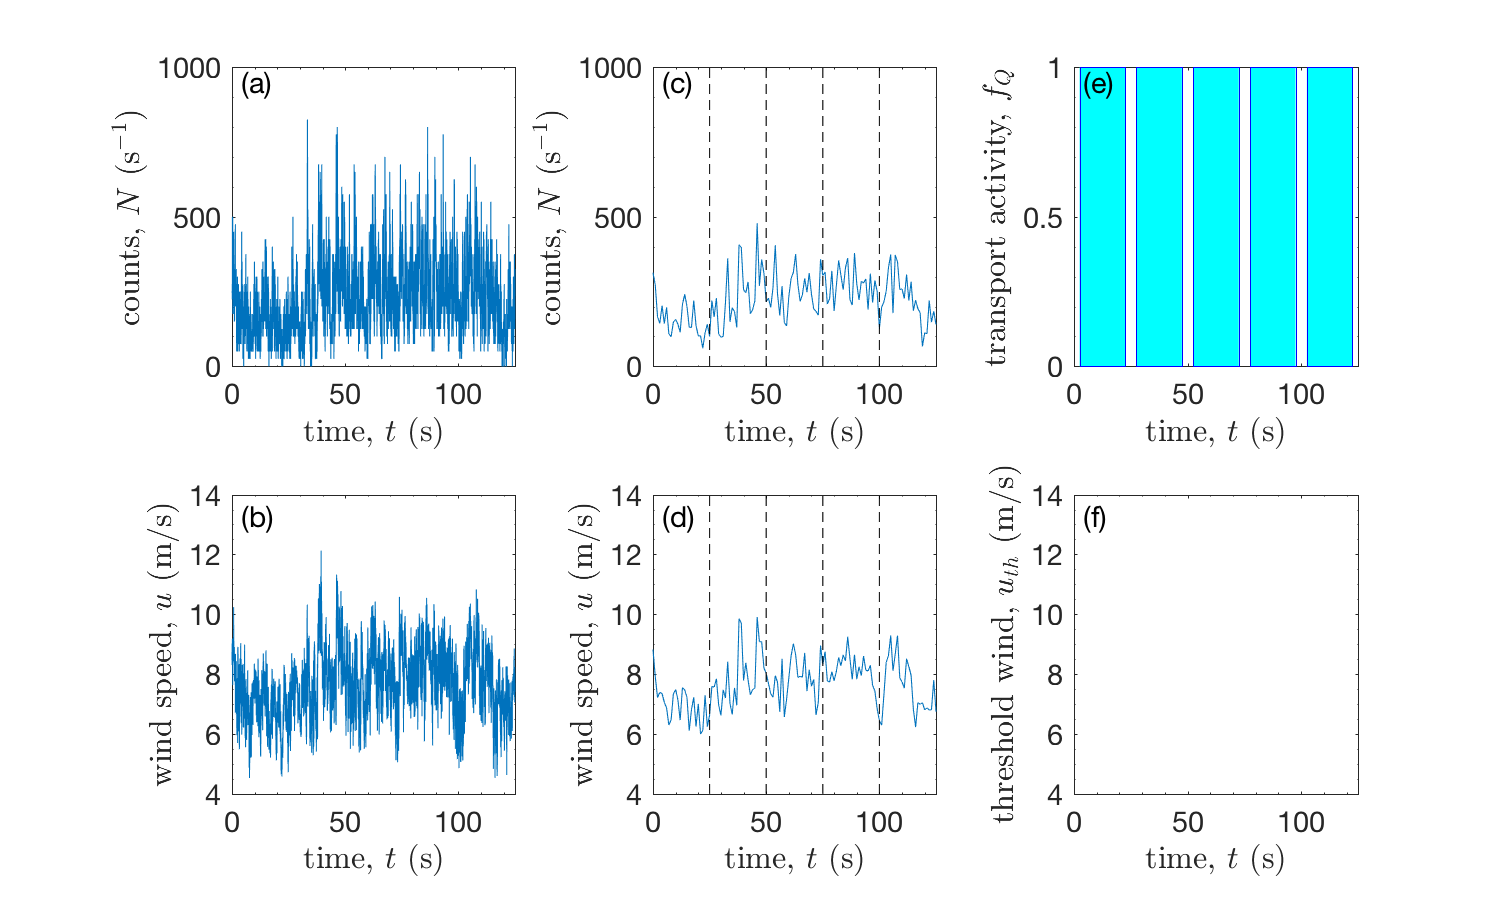 (a)
1000
500
0
counts, N (s⁻¹)
0 50 100
time, t (s)
(c)
1000
500
0
counts, N (s⁻¹)
0 50 100
time, t (s)
(e)
1
0.5
0
transport activity, f_Q
0 50 100
time, t (s)
(b)
14
12
10
8
6
4
wind speed, u (m/s)
0 50 100
time, t (s)
(d)
14
12
10
8
6
4
wind speed, u (m/s)
0 50 100
time, t (s)
(f)
14
12
10
8
6
4
threshold wind, u_th (m/s)
0 50 100
time, t (s)